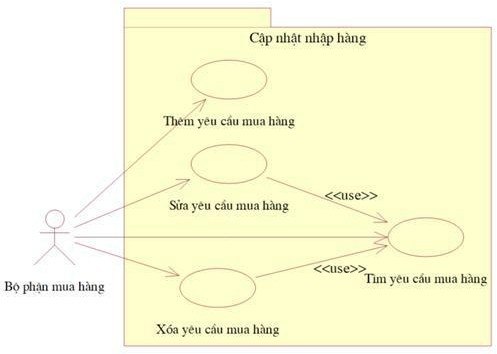 Cập nhật nhập hàng
Thêm yêu cầu mua hàng
<<use>>
Sửa yêu cầu mua hàng
<<use>>
Tìm yêu cầu mua hàng
Bộ phận mua hàng
Xóa yêu cầu mua hàng